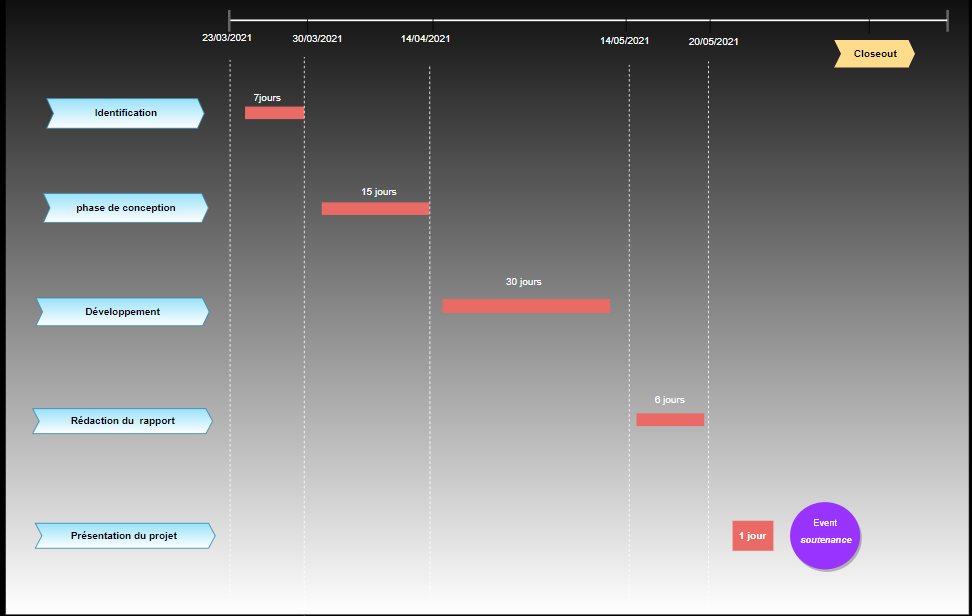 23/03/2021
30/03/2021
14/04/2021
14/05/2021
20/05/2021
Closeout
7jours
Identification
15 jours
phase de conception
30 jours
Développement
6 jours
Rédaction du rapport
Présentation du projet
1 jour
Event
soutenance